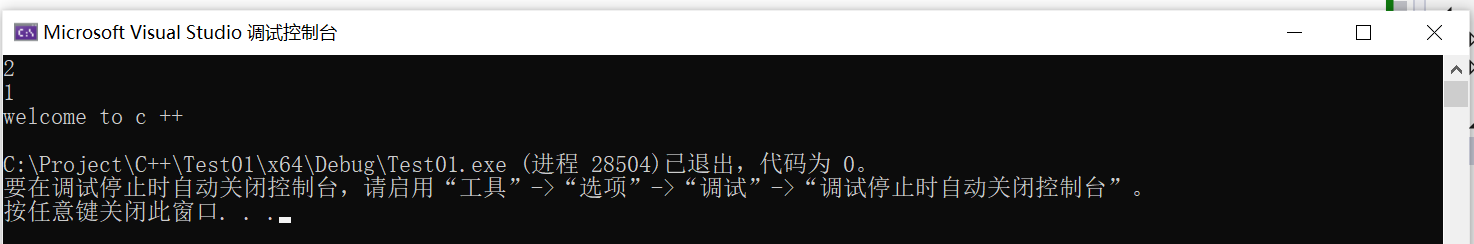 Microsoft Visual Studio 调试控制台
2
1
welcome to c ++
C:\Project\C++\Test01\x64\Debug\Test01.exe (进程 28504)已退出，代码为 0。
要在调试停止时自动关闭控制台，请启用“工具”->“选项”->“调试”->“调试停止时自动关闭控制台”。
按任意键关闭此窗口. . .